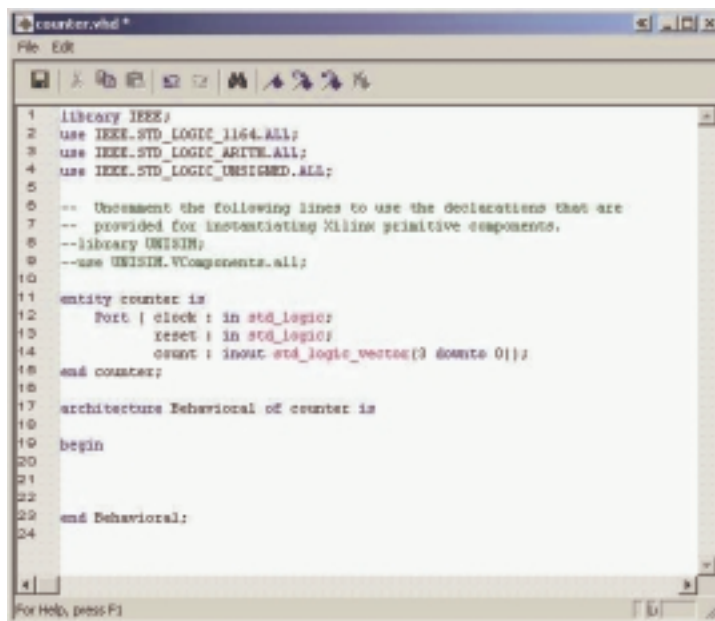 counter.vhd *
File Edit
1 library IEEE;
2 use IEEE.STD_LOGIC_1164.ALL;
3 use IEEE.STD_LOGIC_ARITH.ALL;
4 use IEEE.STD_LOGIC_UNSIGNED.ALL;
5
6 -- Uncomment the following lines to use the declarations that are
7 -- provided for instantiating Xilinx primitive components.
8 --library UNISIM;
9 --use UNISIM.VComponents.all;
10
11 entity counter is
12 Port ( clock : in std_logic;
13 reset : in std_logic;
14 count : inout std_logic_vector(3 downto 0));
15 end counter;
16
17 architecture Behavioral of counter is
18
19 begin
20
21
22
23 end Behavioral;
24
For Help, press F1